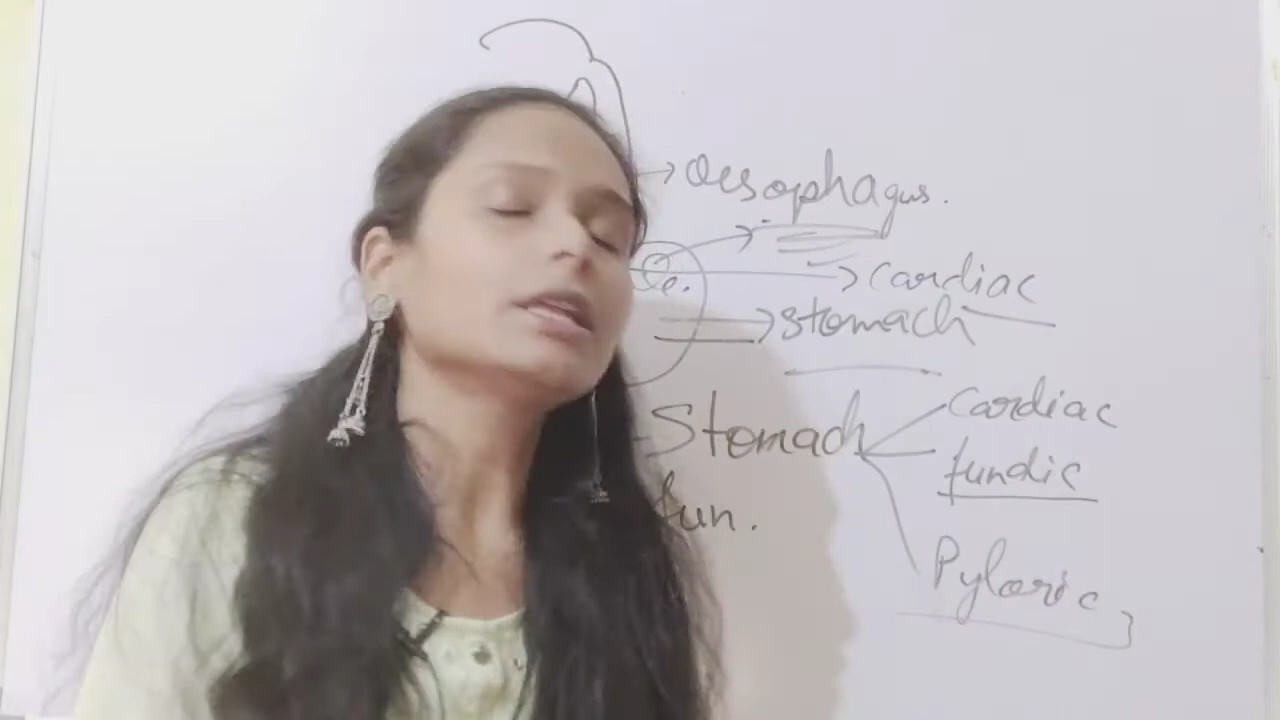 Oesophagus.
cardiac
stomach
Stomach
cardiac
fundic
fun.
Pyloric